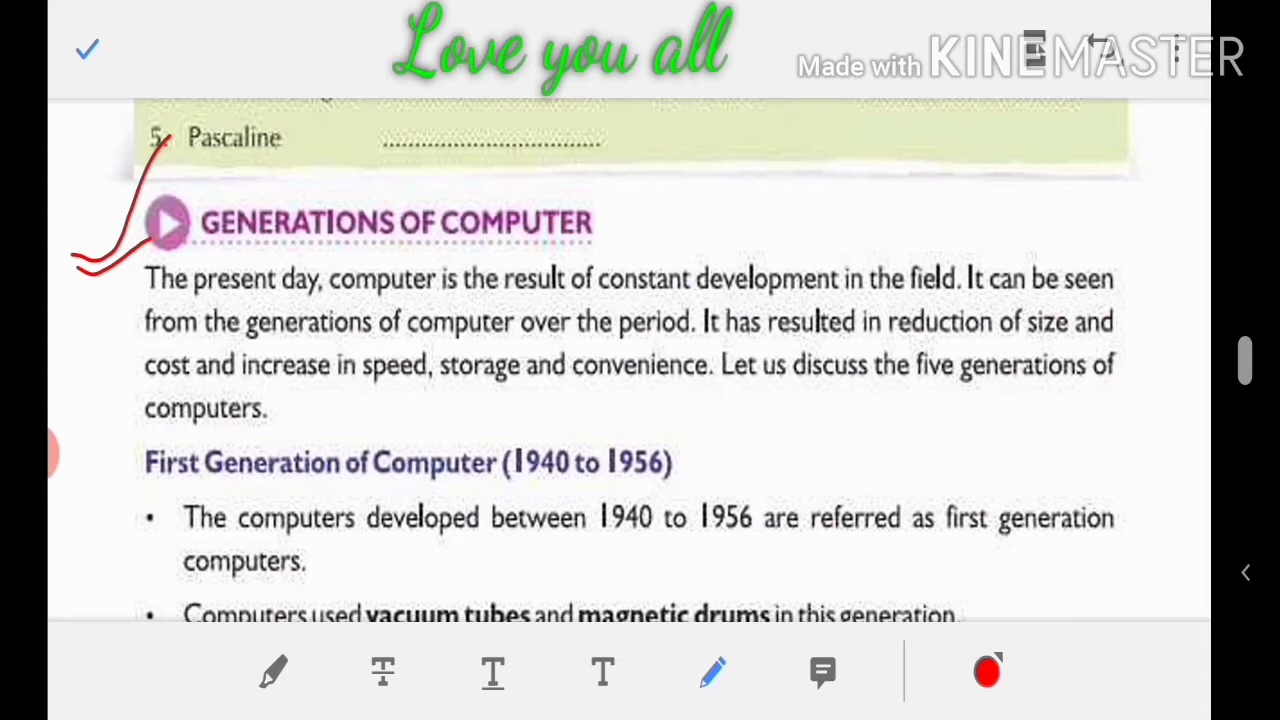 Love you all
Made with KINEMASTER
5. Pascaline ..................................
GENERATIONS OF COMPUTER
The present day, computer is the result of constant development in the field. It can be seen
from the generations of computer over the period. It has resulted in reduction of size and
cost and increase in speed, storage and convenience. Let us discuss the five generations of
computers.
First Generation of Computer (1940 to 1956)
• The computers developed between 1940 to 1956 are referred as first generation
computers.
• Computers used vacuum tubes and magnetic drums in this generation.